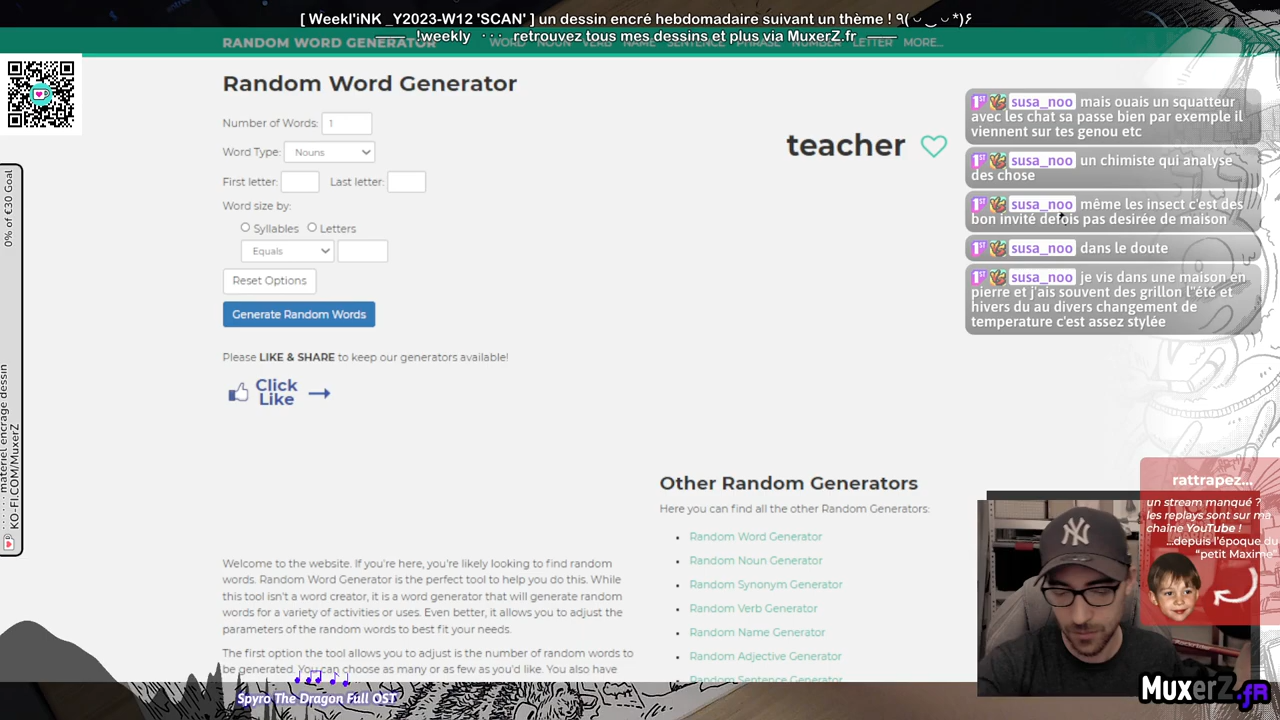 [ Weekl'iNK _Y2023-W12 'SCAN' ] un dessin encré hebdomadaire suivant un thème ! ٩(◡‿◡*)۶
!weekly ··· retrouvez tous mes dessins et plus via MuxerZ.fr
RANDOM WORD GENERATOR WORD NOUN VERB NAME SENTENCE PHRASE NUMBER LETTER MORE...
Random Word Generator
Number of Words: 1
Word Type: Nouns
First letter: Last letter:
Word size by:
Syllables Letters
Equals
Reset Options
Generate Random Words
Please LIKE & SHARE to keep our generators available!
Click
Like
teacher
susa_noo mais ouais un squatteur
avec les chat sa passe bien par exemple il
viennent sur tes genou etc
susa_noo un chimiste qui analyse
des chose
susa_noo même les insect c'est des
bon invité defois pas desirée de maison
susa_noo dans le doute
susa_noo je vis dans une maison en
pierre et j'ais souvent des grillon l"été et
hivers du au divers changement de
temperature c'est assez stylée
0% of €30 Goal
materiel encrage dessin
KO-FI.COM/MuxerZ
Other Random Generators
Here you can find all the other Random Generators:
Random Word Generator
Random Noun Generator
Random Synonym Generator
Random Verb Generator
Random Name Generator
Random Adjective Generator
Random Sentence Generator
Welcome to the website. If you're here, you're likely looking to find random
words. Random Word Generator is the perfect tool to help you do this. While
this tool isn't a word creator, it is a word generator that will generate random
words for a variety of activities or uses. Even better, it allows you to adjust the
parameters of the random words to best fit your needs.
The first option the tool allows you to adjust is the number of random words to
be generated. You can choose as many or as few as you'd like. You also have
rattrapez...
un stream manqué ?
les replays sont sur ma
chaîne YouTube !
...depuis l'époque du
"petit Maxime"
Spyro The Dragon Full OST
MuxerZ.fr